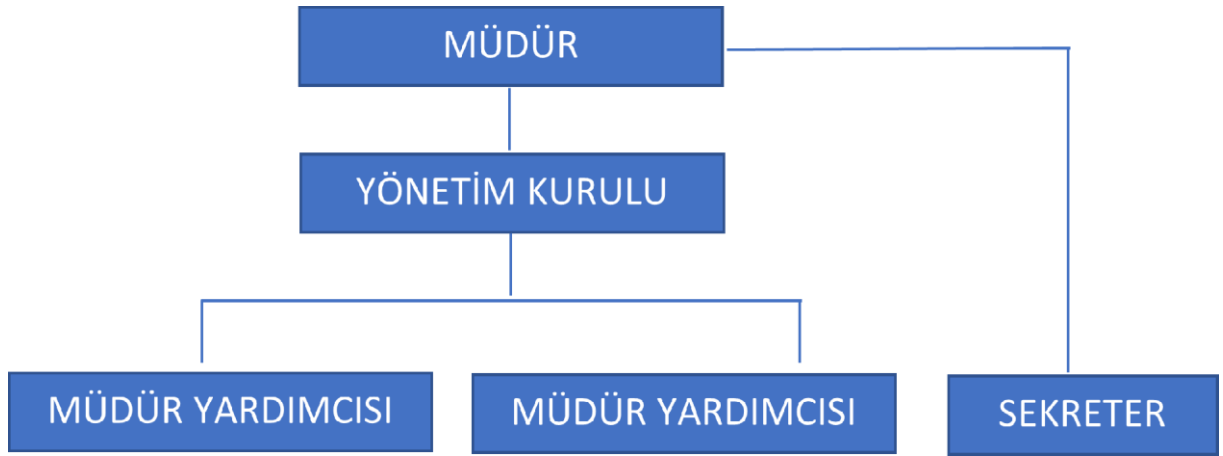 MÜDÜR
YÖNETİM KURULU
MÜDÜR YARDIMCISI
MÜDÜR YARDIMCISI
SEKRETER